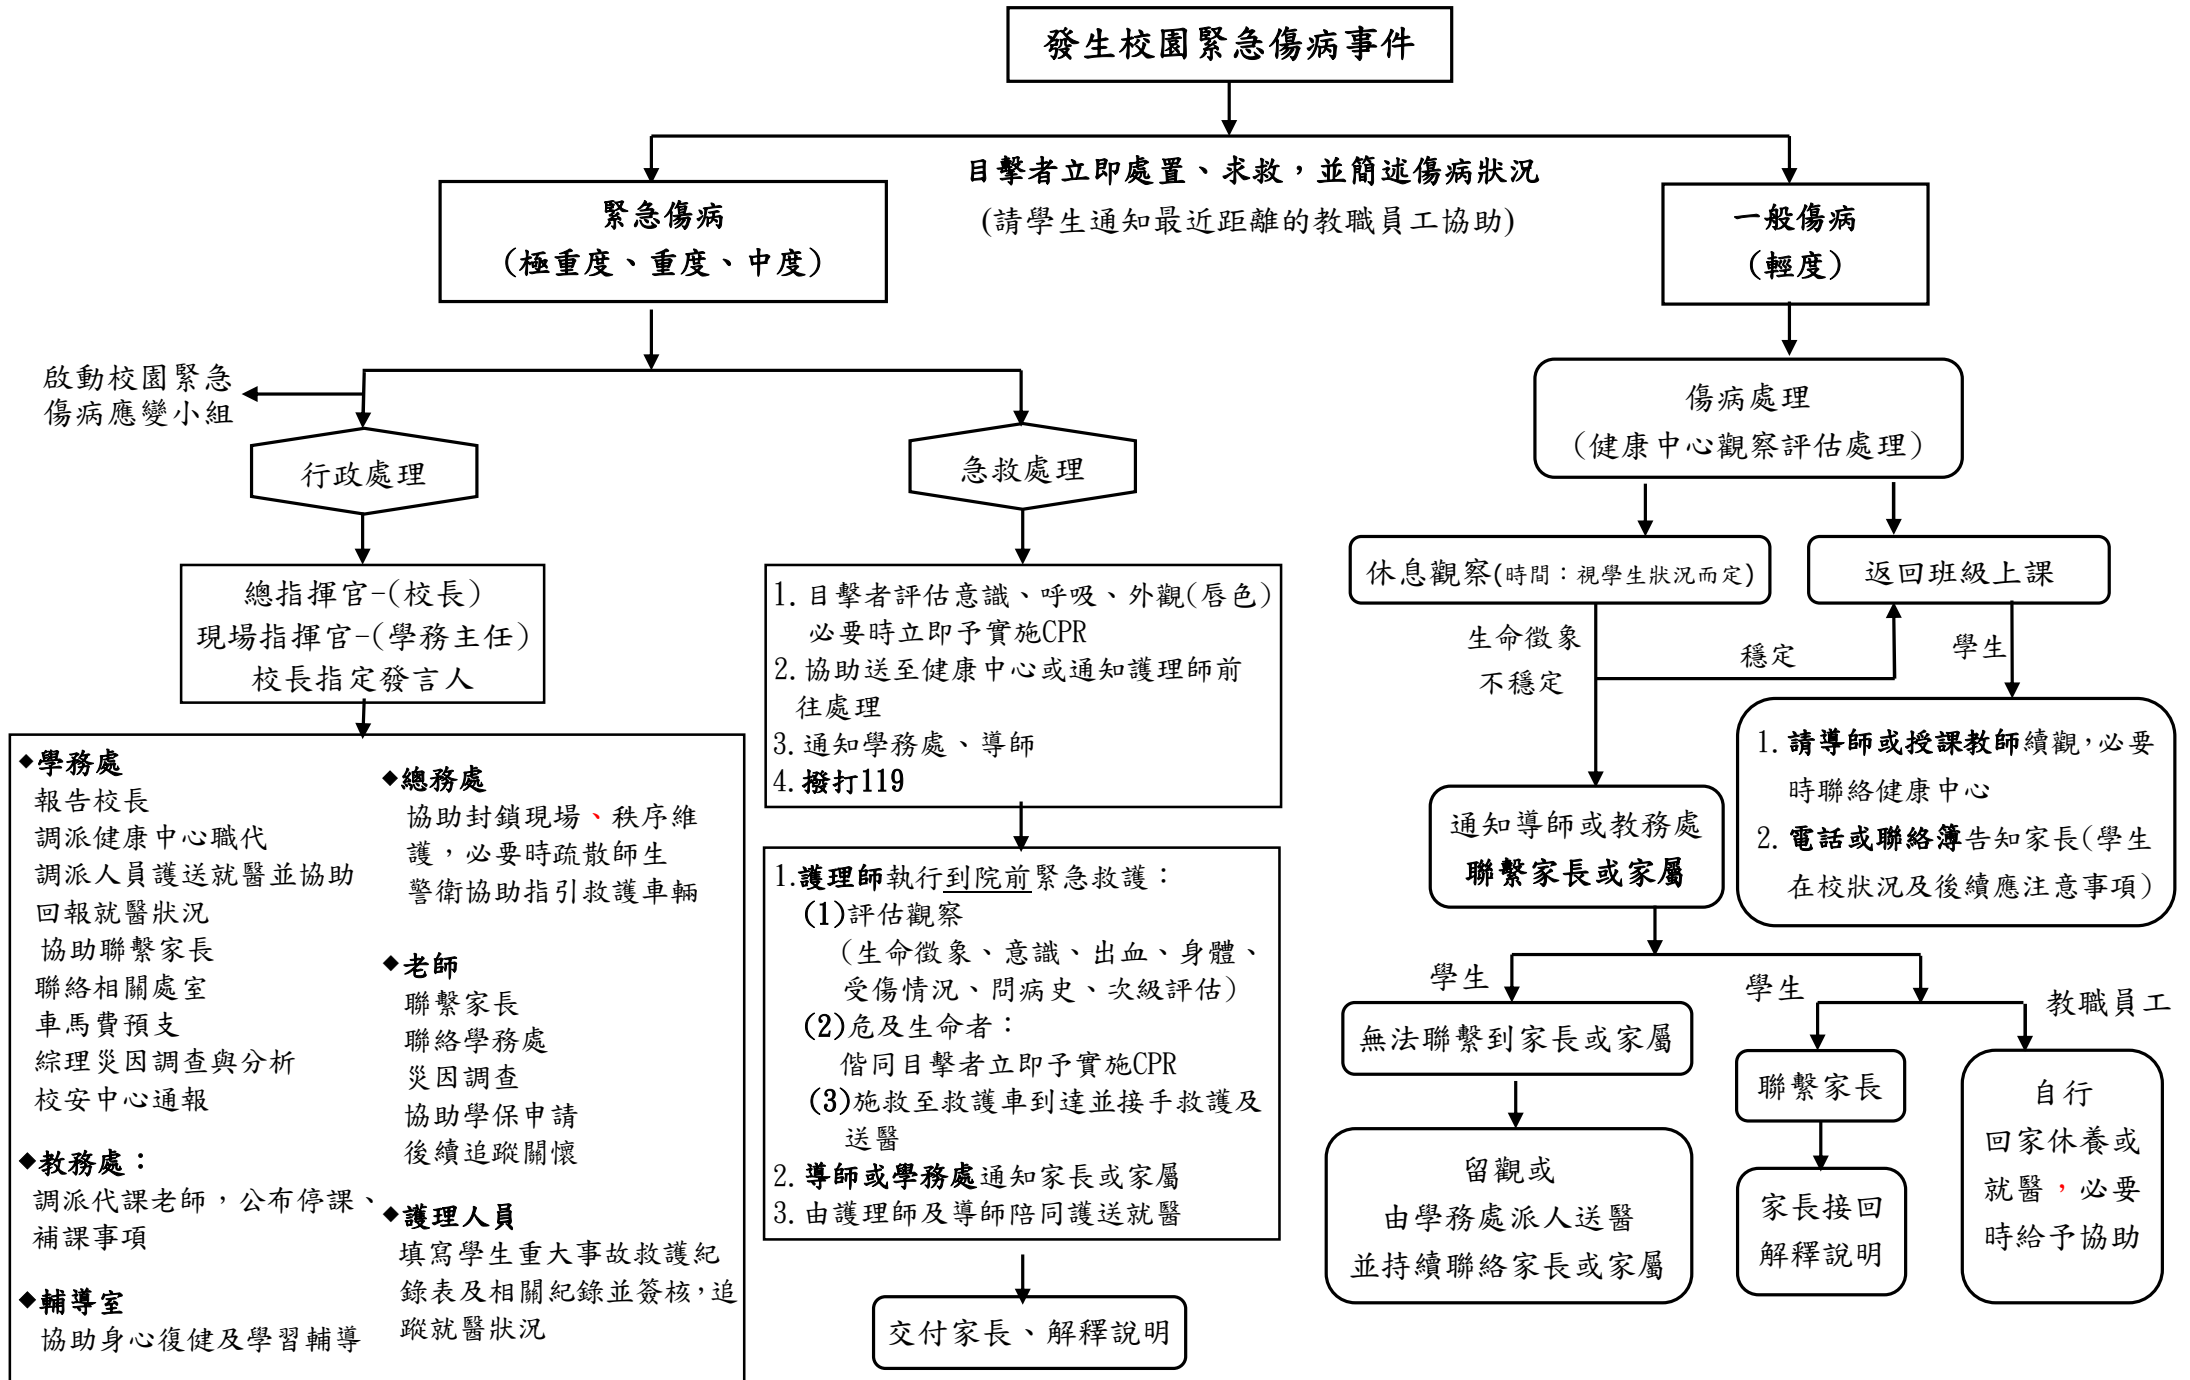 發生校園緊急傷病事件
目擊者立即處置、求救，並簡述傷病狀況
(請學生通知最近距離的教職員工協助)
緊急傷病
(極重度、重度、中度)
一般傷病
(輕度)
啟動校園緊急
傷病應變小組
行政處理
急救處理
傷病處理
(健康中心觀察評估處理)
總指揮官-(校長)
現場指揮官-(學務主任)
校長指定發言人
◆學務處
報告校長
調派健康中心職代
調派人員護送就醫並協助
回報就醫狀況
協助聯繫家長
聯絡相關處室
車馬費預支
綜理災因調查與分析
校安中心通報
◆教務處：
調派代課老師，公布停課、
補課事項
◆輔導室
協助身心復健及學習輔導
◆總務處
協助封鎖現場、秩序維
護，必要時疏散師生
警衛協助指引救護車輛
◆老師
聯繫家長
聯絡學務處
災因調查
協助學保申請
後續追蹤關懷
◆護理人員
填寫學生重大事故救護紀
錄表及相關紀錄並簽核，追
蹤就醫狀況
1. 目擊者評估意識、呼吸、外觀(唇色)
必要時立即予實施CPR
2. 協助送至健康中心或通知護理師前
往處理
3. 通知學務處、導師
4. 撥打119
1.護理師執行到院前緊急救護：
(1)評估觀察
(生命徵象、意識、出血、身體、
受傷情況、問病史、次級評估)
(2)危及生命者：
偕同目擊者立即予實施CPR
(3)施救至救護車到達並接手救護及
送醫
2. 導師或學務處通知家長或家屬
3. 由護理師及導師陪同護送就醫
交付家長、解釋說明
休息觀察(時間：視學生狀況而定)
返回班級上課
生命徵象
不穩定
穩定
學生
1. 請導師或授課教師續觀，必要
時聯絡健康中心
2. 電話或聯絡簿告知家長(學生
在校狀況及後續應注意事項)
通知導師或教務處
聯繫家長或家屬
學生
學生
教職員工
無法聯繫到家長或家屬
聯繫家長
留觀或
由學務處派人送醫
並持續聯絡家長或家屬
家長接回
解釋說明
自行
回家休養或
就醫，必要
時給予協助